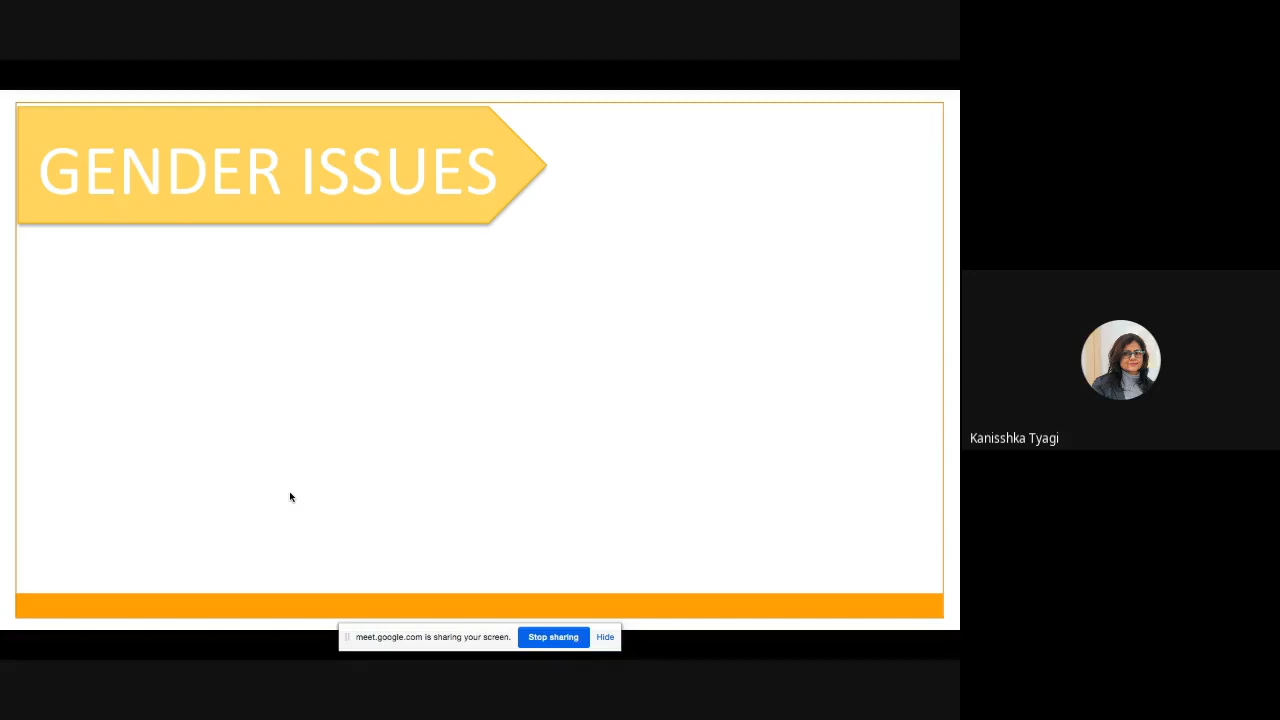 GENDER ISSUES
Kanisshka Tyagi
meet.google.com is sharing your screen. Stop sharing Hide